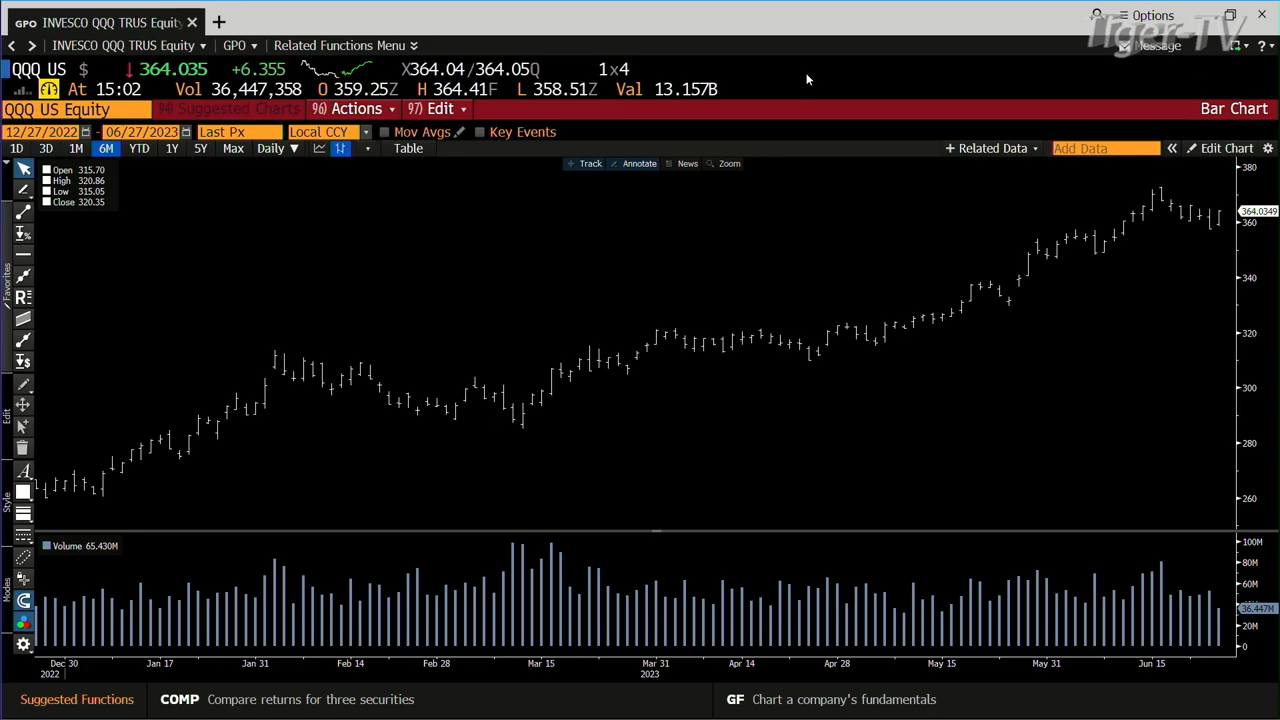 GPO INVESCO QQQ TRUS Equity
Options
INVESCO QQQ TRUS Equity GPO Related Functions Menu Message
Tiger-TV
QQQ US $ 364.035 +6.355 X364.04/364.05Q 1x4
At 15:02 Vol 36,447,358 O 359.25Z H 364.41F L 358.51Z Val 13.157B
QQQ US Equity 94) Suggested Charts 96) Actions 97) Edit Bar Chart
12/27/2022 - 06/27/2023 Last Px Local CCY Mov Avgs Key Events
1D 3D 1M 6M YTD 1Y 5Y Max Daily Table + Related Data Add Data Edit Chart
Track Annotate News Zoom
Open 315.70
High 320.86
Low 315.05
Close 320.35
380
364.0349
360
340
320
300
280
260
Favorites
Edit
Style
Modes
Volume 65.430M
100M
80M
60M
36.447M
20M
0
Dec 30 Jan 17 Jan 31 Feb 14 Feb 28 Mar 15 Mar 31 Apr 14 Apr 28 May 15 May 31 Jun 15
2022 2023
Suggested Functions COMP Compare returns for three securities GF Chart a company's fundamentals